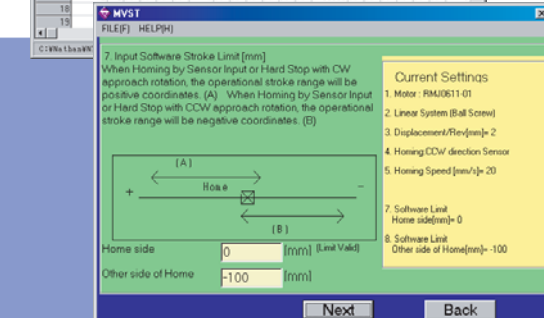 18
19
MVST
FILE(F) HELP(H)
7. Input Software Stroke Limit [mm]
When Homing by Sensor Input or Hard Stop with CW
approach rotation, the operational stroke range will be
positive coordinates. (A) When Homing by Sensor Input
or Hard Stop with CCW approach rotation, the operational
stroke range will be negative coordinates. (B)
(A)
+ Home -
(B)
Home side 0 [mm] (Limit Valid)
Other side of Home -100 [mm]
Next Back
Current Settings
1. Motor : RMJ0611-01
2. Linear System (Ball Screw)
3. Displacement/Rev[mm]= 2
4. Homing:CCW direction Sensor
5. Homing Speed [mm/s]= 20
7. Software Limit
Home side[mm]= 0
8. Software Limit
Other side of Home[mm]= -100